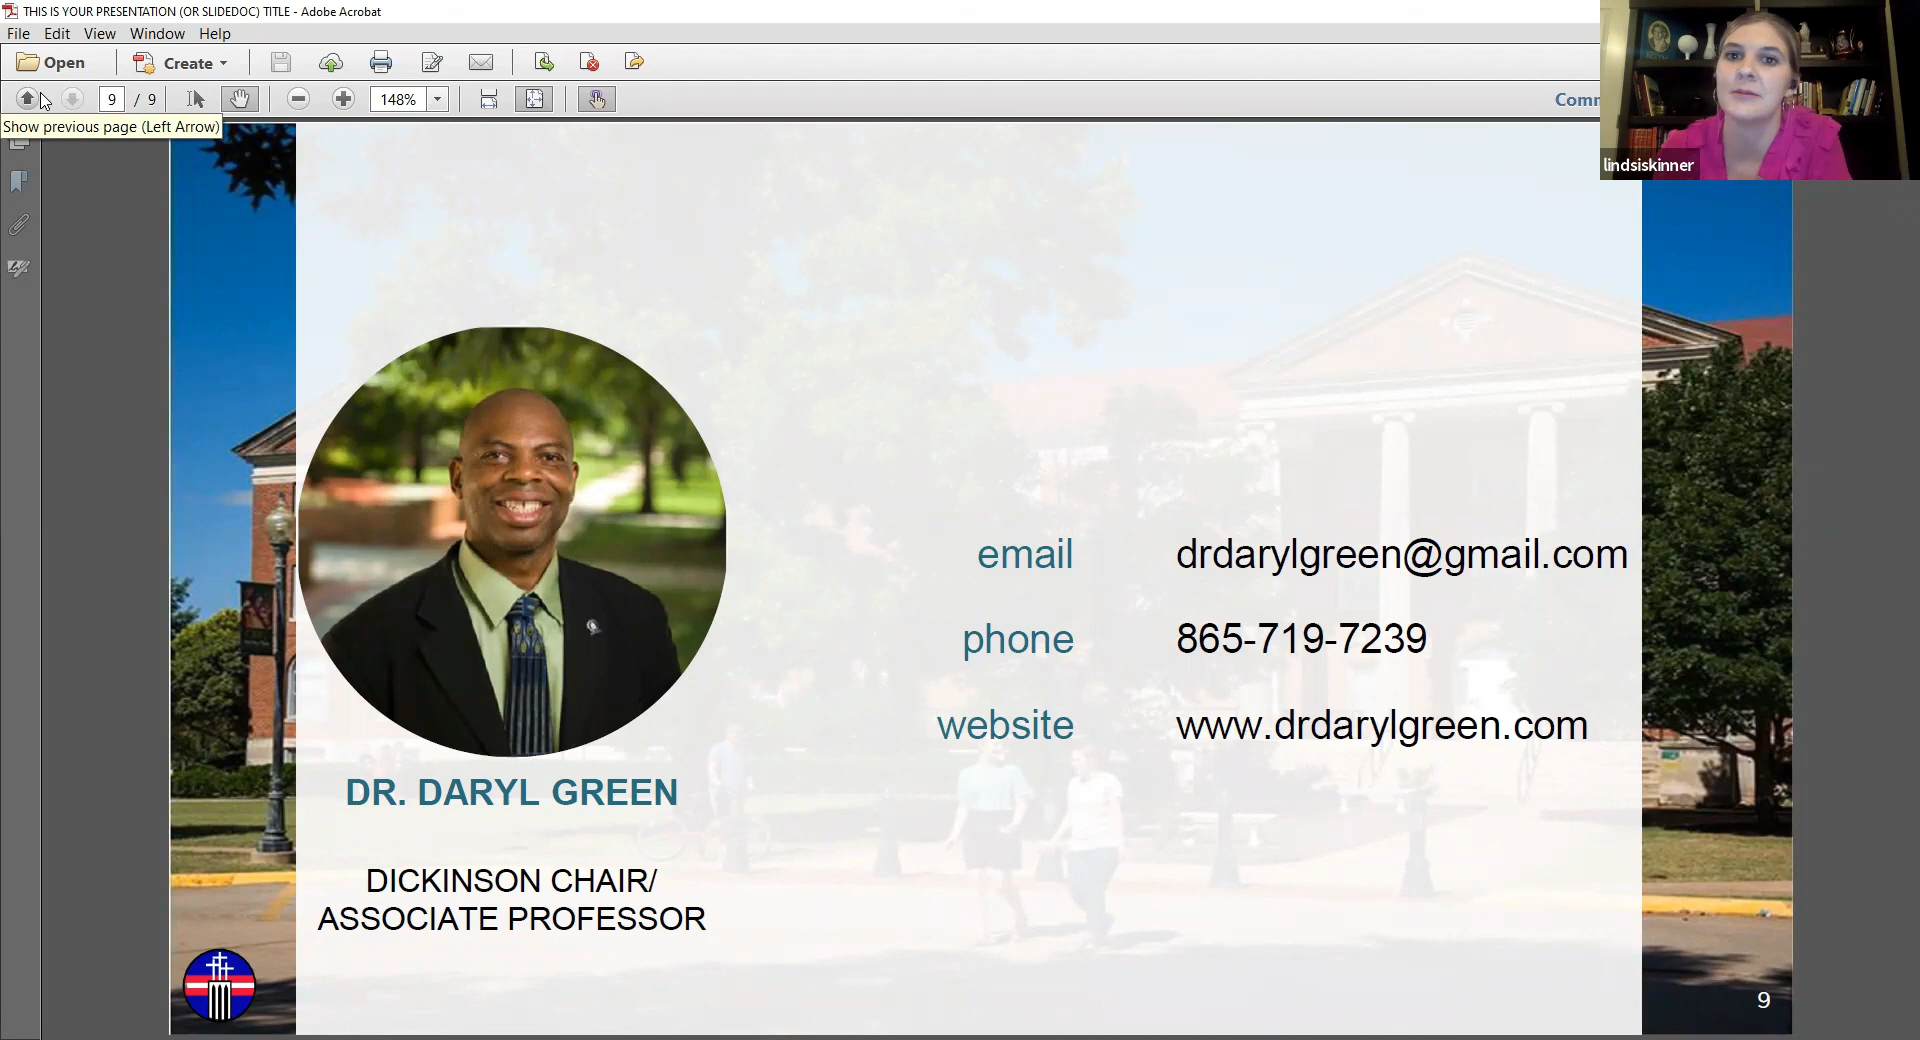 THIS IS YOUR PRESENTATION (OR SLIDEDOC) TITLE - Adobe Acrobat
File Edit View Window Help
Open Create
9 / 9 148% Comm
Show previous page (Left Arrow)
lindsiskinner
email drdarylgreen@gmail.com
phone 865-719-7239
website www.drdarylgreen.com
DR. DARYL GREEN
DICKINSON CHAIR/
ASSOCIATE PROFESSOR
9